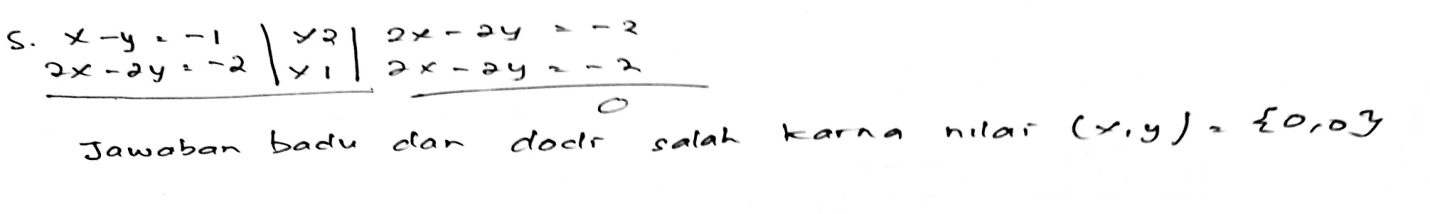 5. x - y = -1 | x2 | 2x - 2y = -2
2x - 2y = -2 | x1 | 2x - 2y = -2
0
Jawaban badu dan dodi salah karna nilai (x,y) = {0,0}